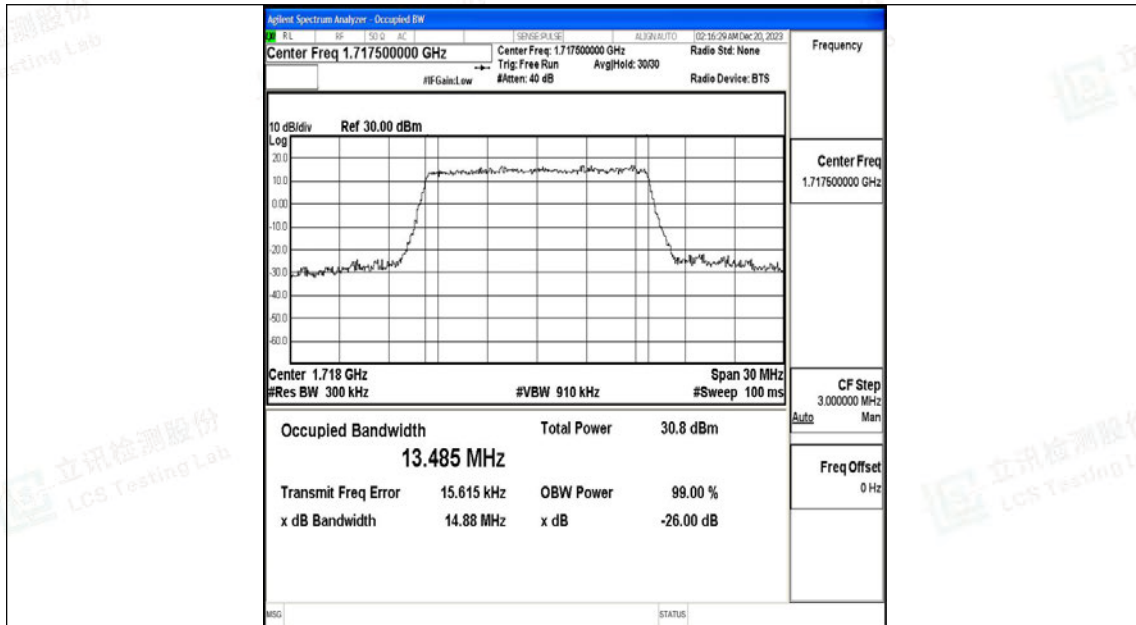 Agilent Spectrum Analyzer - Occupied BW
RL RF 50 Ω AC SENSE:PULSE ALIGNAUTO 02:16:29 AM Dec 20, 2023
Center Freq 1.717500000 GHz
Center Freq: 1.717500000 GHz
Radio Std: None
Trig: Free Run Avg|Hold: 30/30
#IFGain:Low #Atten: 40 dB Radio Device: BTS
Frequency
10 dB/div Ref 30.00 dBm
Log
20.0
10.0
0.00
-10.0
-20.0
-30.0
-40.0
-50.0
-60.0
Center 1.718 GHz Span 30 MHz
#Res BW 300 kHz #VBW 910 kHz #Sweep 100 ms
Occupied Bandwidth Total Power 30.8 dBm
13.485 MHz
Transmit Freq Error 15.615 kHz OBW Power 99.00 %
x dB Bandwidth 14.88 MHz x dB -26.00 dB
Center Freq
1.717500000 GHz
CF Step
3.000000 MHz
Auto Man
Freq Offset
0 Hz
MSG STATUS
立讯检测股份
LCS Testing Lab
立讯检测股份
LCS Testing L
测股份
sting Lab
立